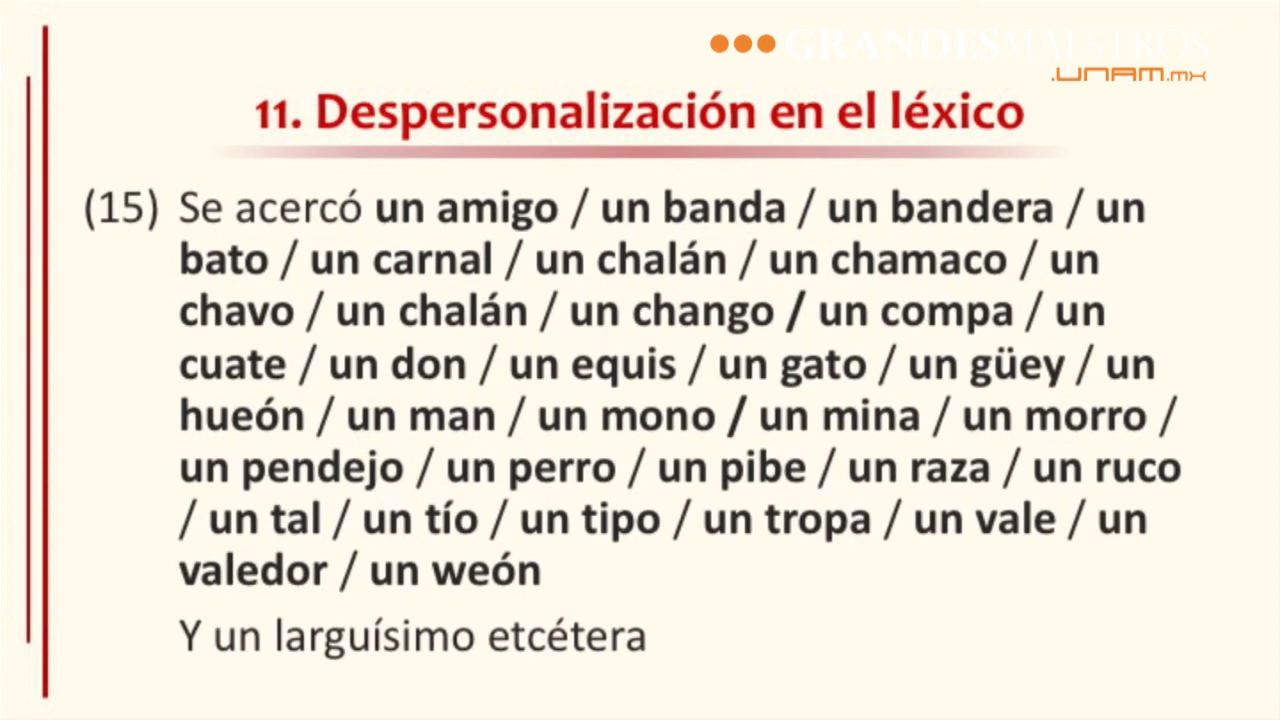 GRANDESMAESTROS
.UNAM.mx
11. Despersonalización en el léxico
(15) Se acercó un amigo / un banda / un bandera / un
bato / un carnal / un chalán / un chamaco / un
chavo / un chalán / un chango / un compa / un
cuate / un don / un equis / un gato / un güey / un
hueón / un man / un mono / un mina / un morro /
un pendejo / un perro / un pibe / un raza / un ruco
/ un tal / un tío / un tipo / un tropa / un vale / un
valedor / un weón
Y un larguísimo etcétera